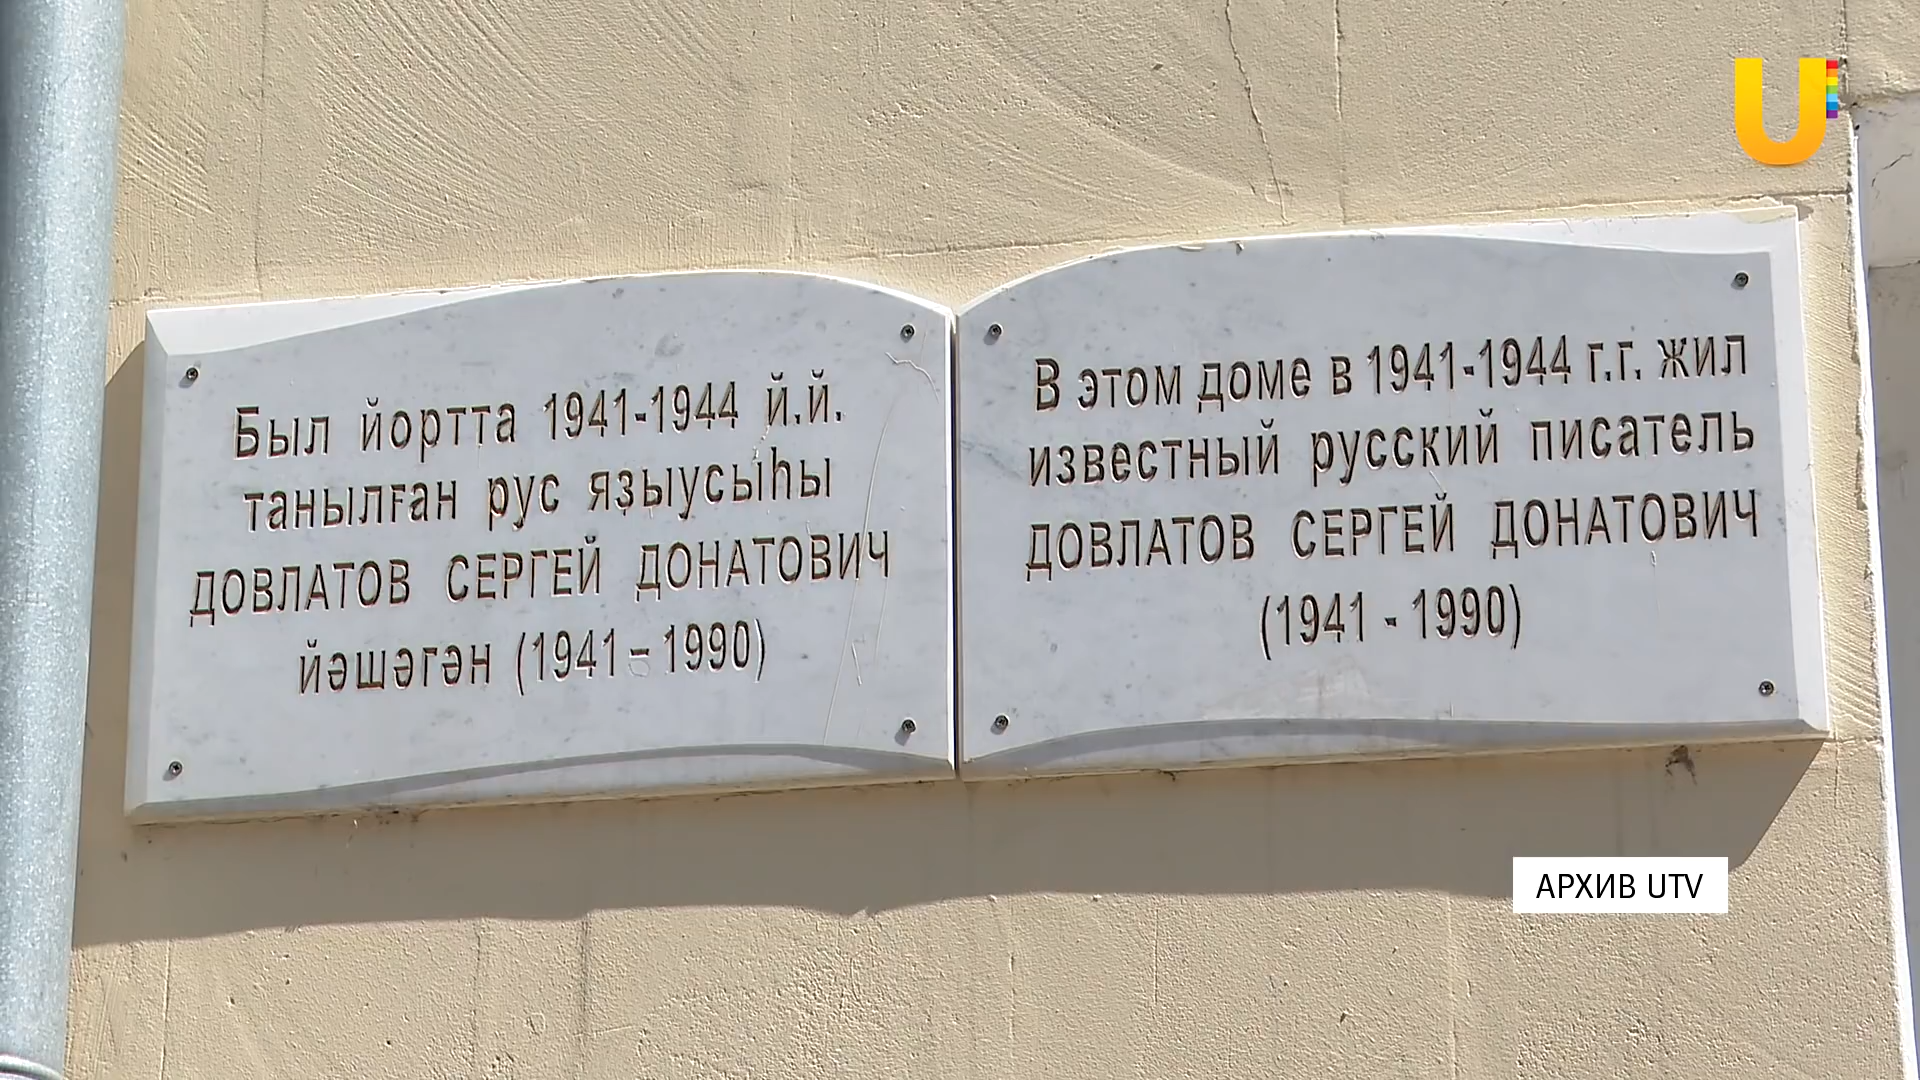 Был йортта 1941-1944 й.й.
танылған рус яҙыусыһы
ДОВЛАТОВ СЕРГЕЙ ДОНАТОВИЧ
йәшәгән (1941 – 1990)
В этом доме в 1941-1944 г.г. жил
известный русский писатель
ДОВЛАТОВ СЕРГЕЙ ДОНАТОВИЧ
(1941 - 1990)
U
АРХИВ UTV